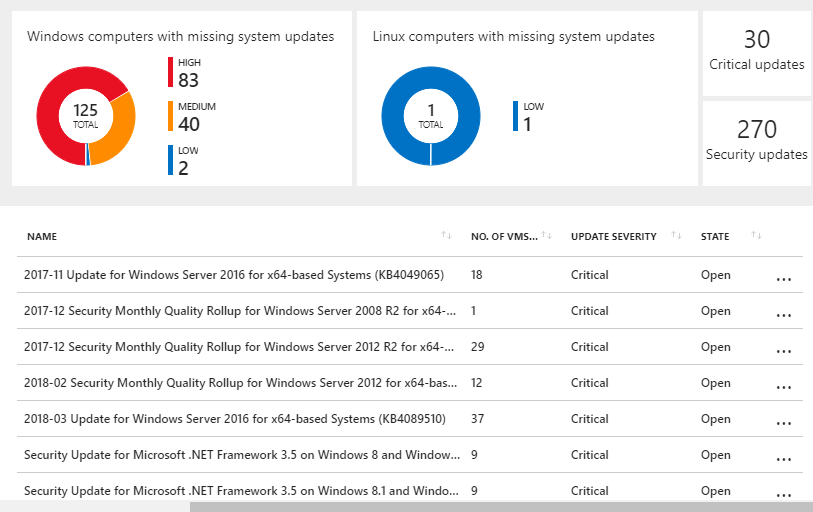 Windows computers with missing system updates
125
TOTAL
HIGH
83
MEDIUM
40
LOW
2
Linux computers with missing system updates
1
TOTAL
LOW
1
30
Critical updates
270
Security updates
NAME NO. OF VMS... UPDATE SEVERITY STATE
2017-11 Update for Windows Server 2016 for x64-based Systems (KB4049065) 18 Critical Open ...
2017-12 Security Monthly Quality Rollup for Windows Server 2008 R2 for x64-... 1 Critical Open ...
2017-12 Security Monthly Quality Rollup for Windows Server 2012 R2 for x64-... 29 Critical Open ...
2018-02 Security Monthly Quality Rollup for Windows Server 2012 for x64-bas... 12 Critical Open ...
2018-03 Update for Windows Server 2016 for x64-based Systems (KB4089510) 37 Critical Open ...
Security Update for Microsoft .NET Framework 3.5 on Windows 8 and Window... 9 Critical Open ...
Security Update for Microsoft .NET Framework 3.5 on Windows 8.1 and Windo... 9 Critical Open ...